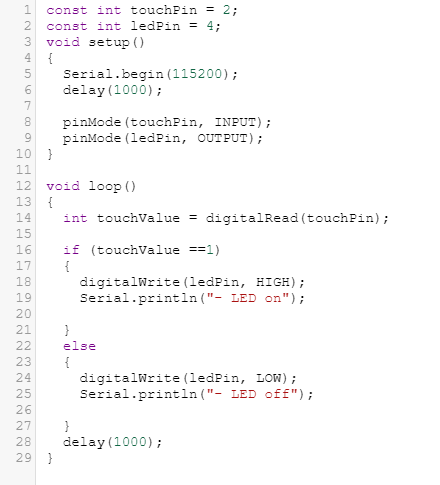 1 const int touchPin = 2;
2 const int ledPin = 4;
3 void setup()
4 {
5   Serial.begin(115200);
6   delay(1000);
7
8   pinMode(touchPin, INPUT);
9   pinMode(ledPin, OUTPUT);
10 }
11
12 void loop()
13 {
14   int touchValue = digitalRead(touchPin);
15
16   if (touchValue ==1)
17   {
18     digitalWrite(ledPin, HIGH);
19     Serial.println("- LED on");
20
21   }
22   else
23   {
24     digitalWrite(ledPin, LOW);
25     Serial.println("- LED off");
26
27   }
28   delay(1000);
29 }